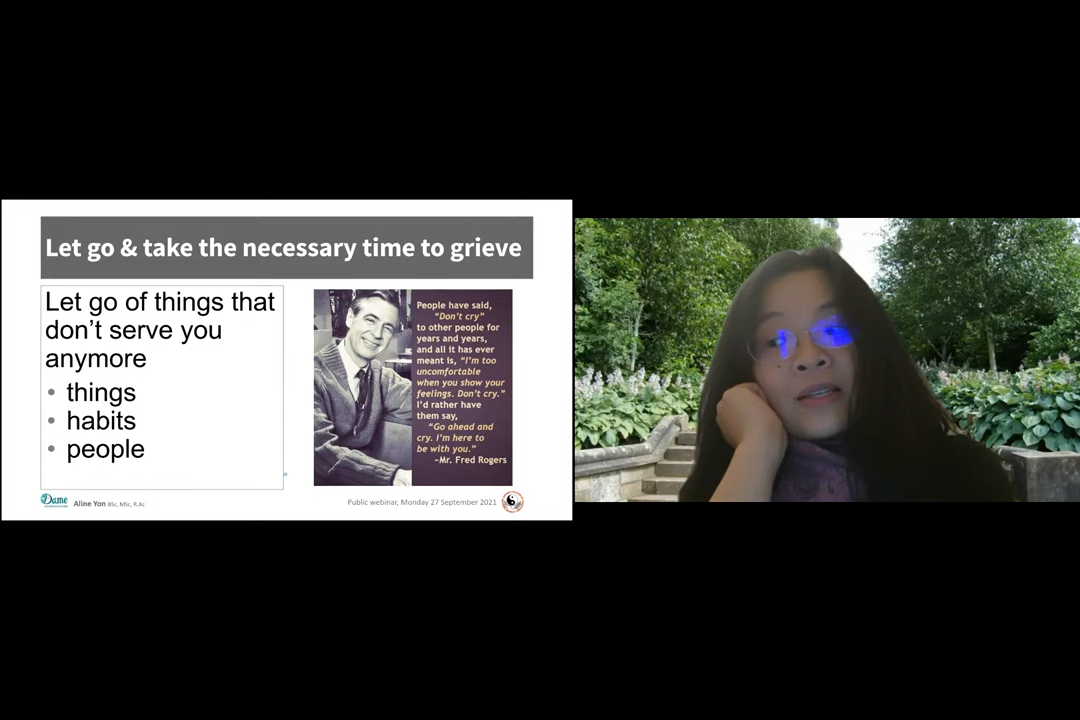 Let go & take the necessary time to grieve
Let go of things that
don’t serve you
anymore
• things
• habits
• people
People have said,
“Don’t cry”
to other people for
years and years,
and all it has ever
meant is, “I’m too
uncomfortable
when you show your
feelings. Don’t cry.”
I’d rather have
them say,
“Go ahead and
cry. I’m here to
be with you.”
–Mr. Fred Rogers
Dame
Aline Yon BSc, MSc, R.Ac
Public webinar, Monday 27 September 2021